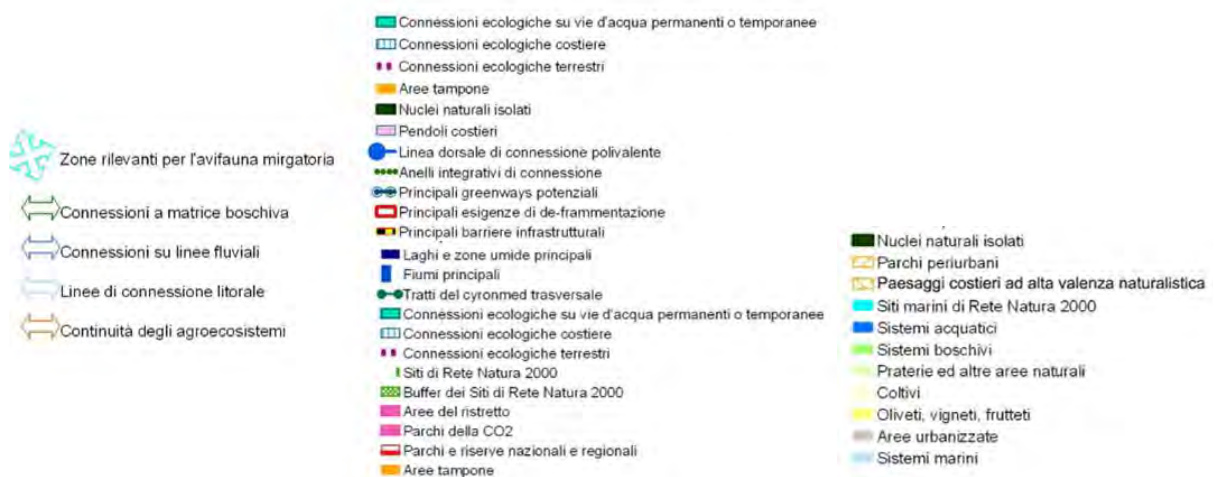 Zone rilevanti per l'avifauna mirgatoria
Connessioni a matrice boschiva
Connessioni su linee fluviali
Linee di connessione litorale
Continuità degli agroecosistemi
Connessioni ecologiche su vie d'acqua permanenti o temporanee
Connessioni ecologiche costiere
Connessioni ecologiche terrestri
Aree tampone
Nuclei naturali isolati
Pendoli costieri
Linea dorsale di connessione polivalente
Anelli integrativi di connessione
Principali greenways potenziali
Principali esigenze di de-frammentazione
Principali barriere infrastrutturali
Laghi e zone umide principali
Fiumi principali
Tratti del cyronmed trasversale
Connessioni ecologiche su vie d'acqua permanenti o temporanee
Connessioni ecologiche costiere
Connessioni ecologiche terrestri
Siti di Rete Natura 2000
Buffer dei Siti di Rete Natura 2000
Aree del ristretto
Parchi della CO2
Parchi e riserve nazionali e regionali
Aree tampone
Nuclei naturali isolati
Parchi periurbani
Paesaggi costieri ad alta valenza naturalistica
Siti marini di Rete Natura 2000
Sistemi acquatici
Sistemi boschivi
Praterie ed altre aree naturali
Coltivi
Oliveti, vigneti, frutteti
Aree urbanizzate
Sistemi marini